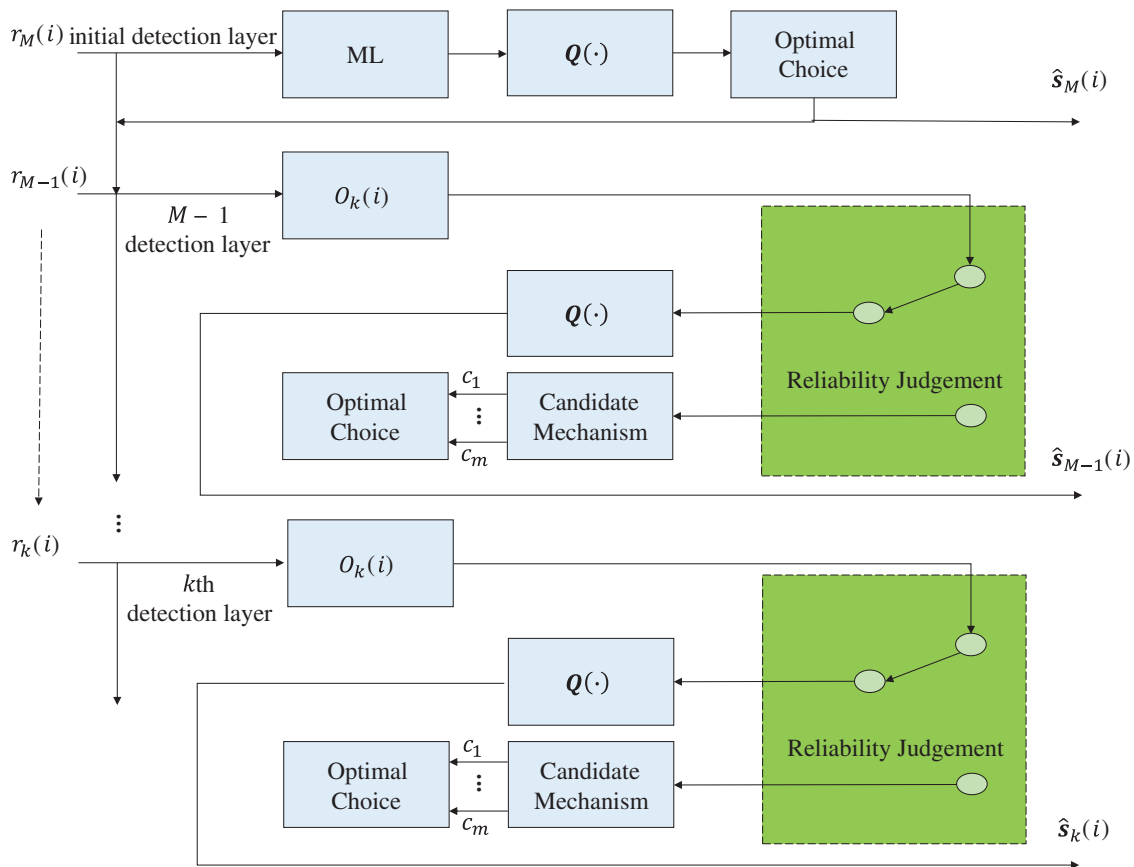 r_M(i) initial detection layer
ML
Q(·)
Optimal
Choice
ŝ_M(i)
r_{M−1}(i)
O_k(i)
M − 1
detection layer
Q(·)
Reliability Judgement
Optimal
Choice
c_1
⋮
c_m
Candidate
Mechanism
ŝ_{M−1}(i)
⋮
r_k(i)
O_k(i)
kth
detection layer
Q(·)
Reliability Judgement
Optimal
Choice
c_1
⋮
c_m
Candidate
Mechanism
ŝ_k(i)